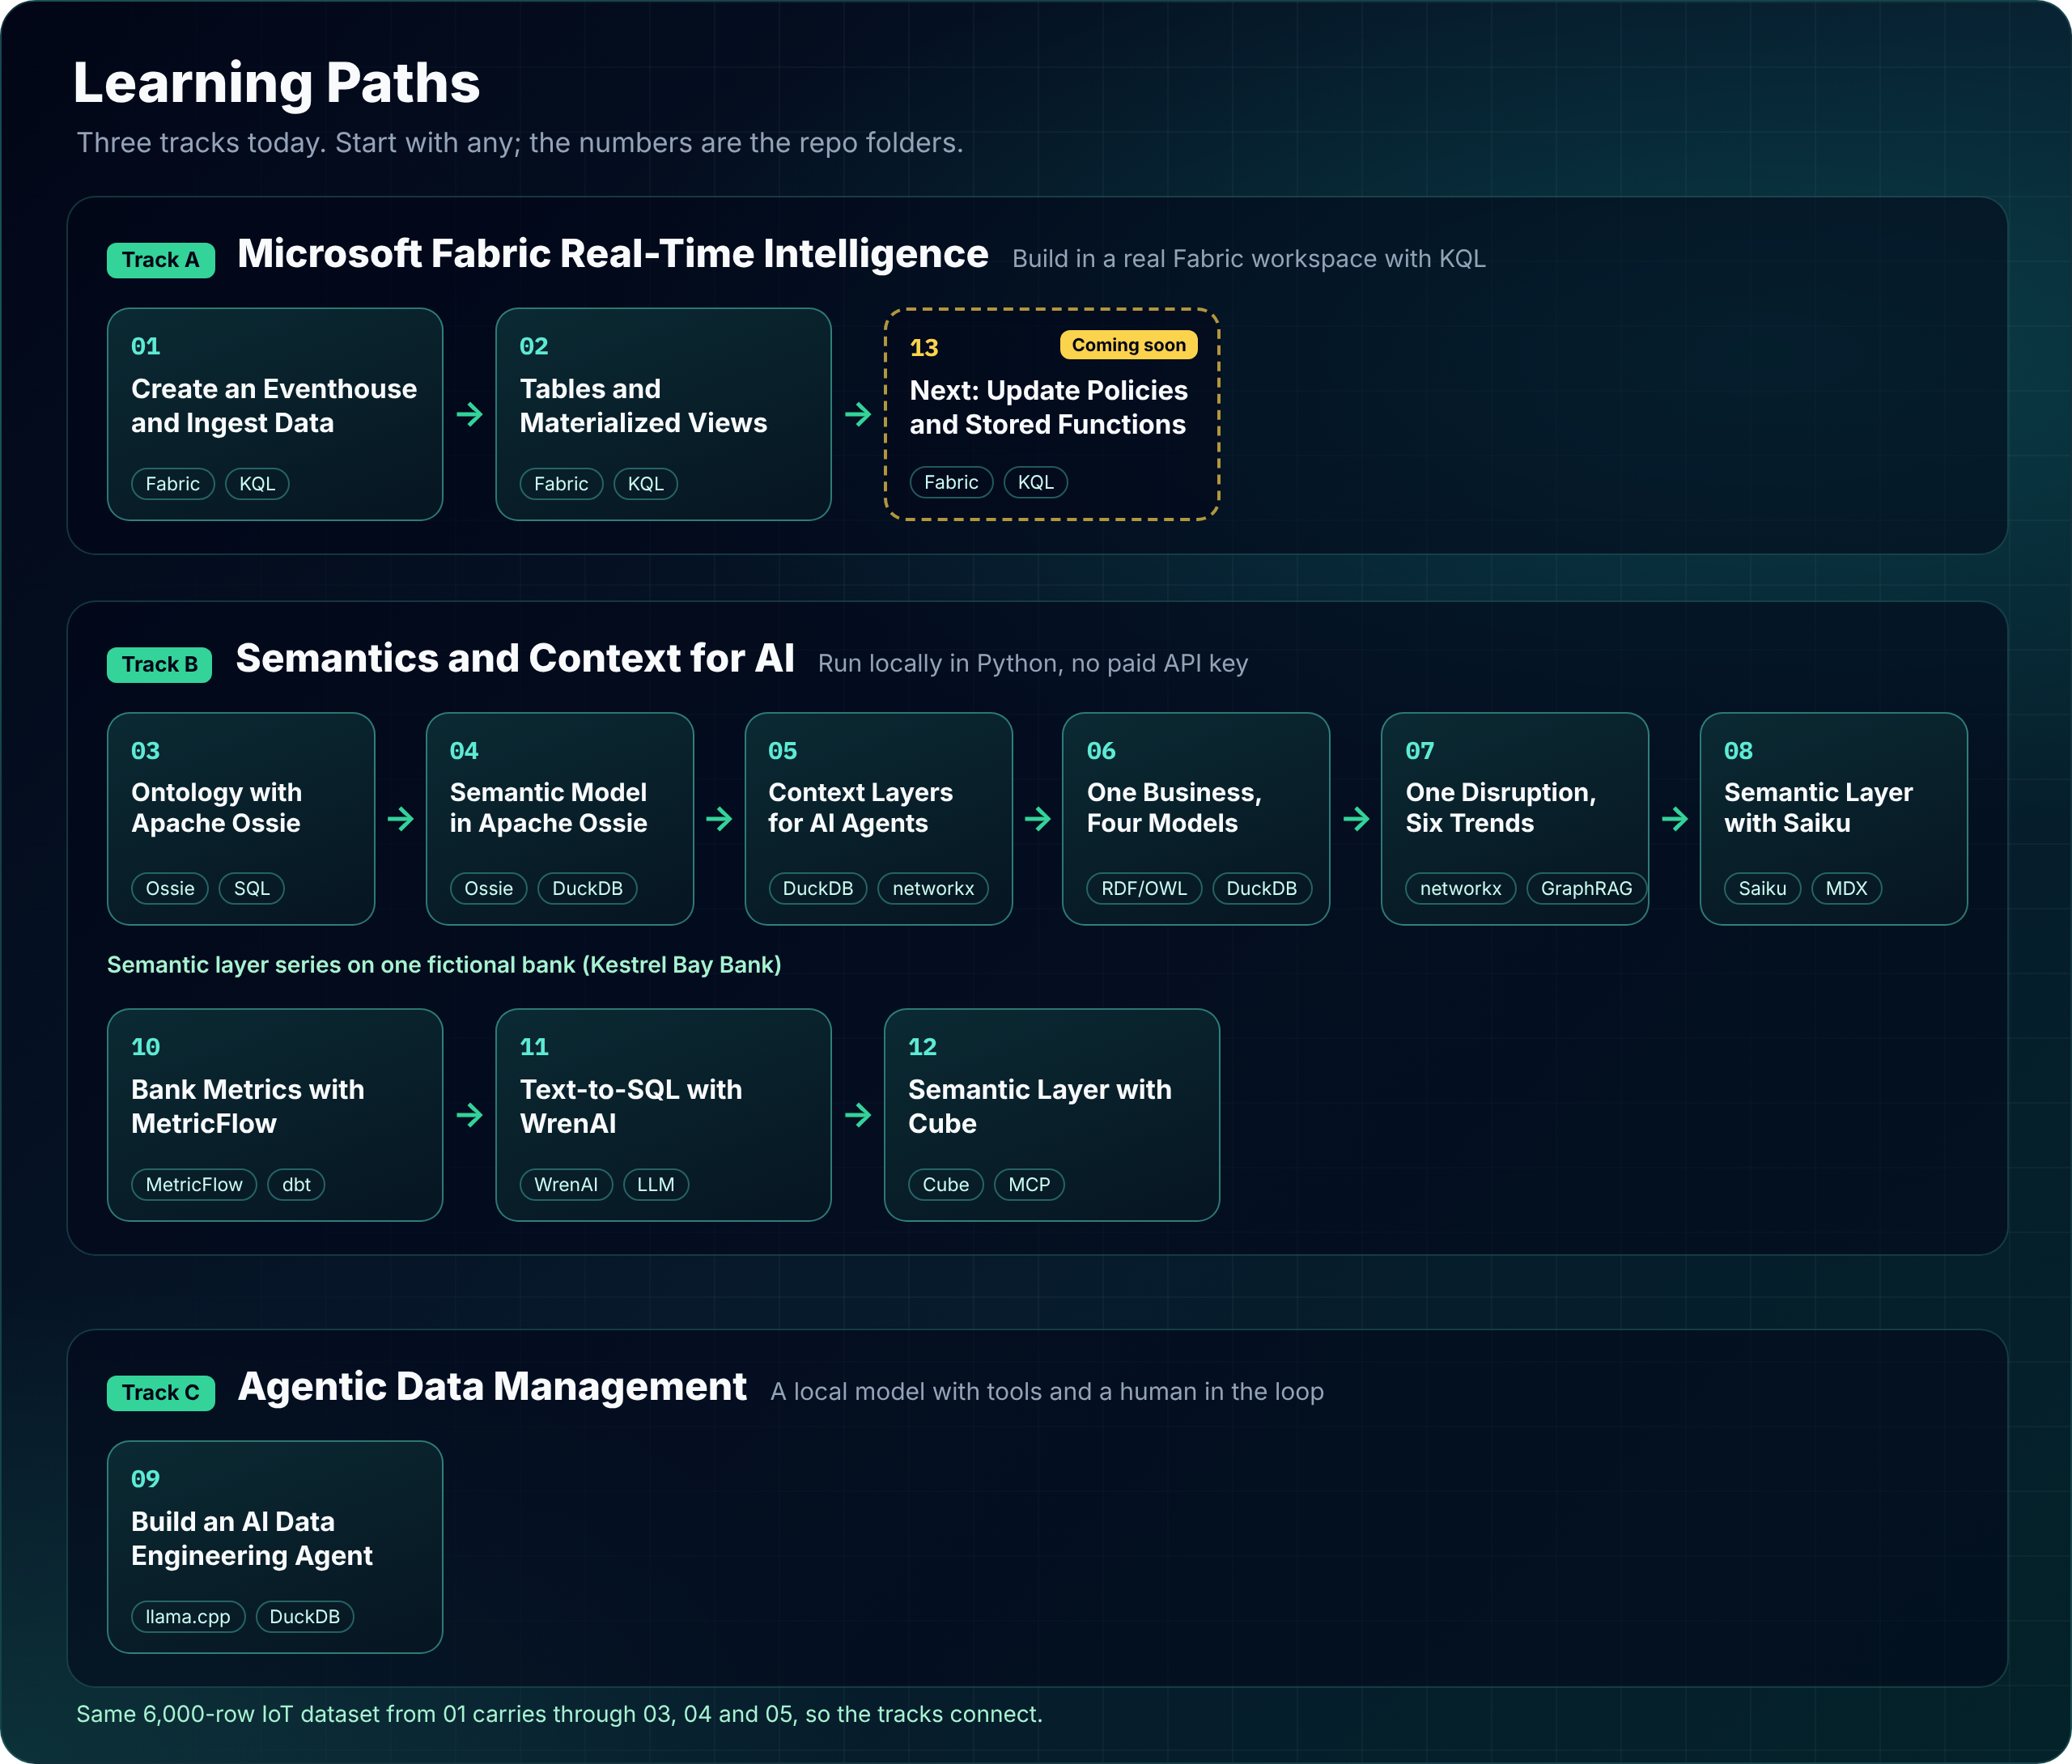 Learning Paths
Three tracks today. Start with any; the numbers are the repo folders.
Track A
Microsoft Fabric Real-Time Intelligence
Build in a real Fabric workspace with KQL
01
Create an Eventhouse
and Ingest Data
Fabric
KQL
→
02
Tables and
Materialized Views
Fabric
KQL
→
13
Coming soon
Next: Update Policies
and Stored Functions
Fabric
KQL
Track B
Semantics and Context for AI
Run locally in Python, no paid API key
03
Ontology with
Apache Ossie
Ossie
SQL
→
04
Semantic Model
in Apache Ossie
Ossie
DuckDB
→
05
Context Layers
for AI Agents
DuckDB
networkx
→
06
One Business,
Four Models
RDF/OWL
DuckDB
→
07
One Disruption,
Six Trends
networkx
GraphRAG
→
08
Semantic Layer
with Saiku
Saiku
MDX
Semantic layer series on one fictional bank (Kestrel Bay Bank)
10
Bank Metrics with
MetricFlow
MetricFlow
dbt
→
11
Text-to-SQL with
WrenAI
WrenAI
LLM
→
12
Semantic Layer with
Cube
Cube
MCP
Track C
Agentic Data Management
A local model with tools and a human in the loop
09
Build an AI Data
Engineering Agent
llama.cpp
DuckDB
Same 6,000-row IoT dataset from 01 carries through 03, 04 and 05, so the tracks connect.